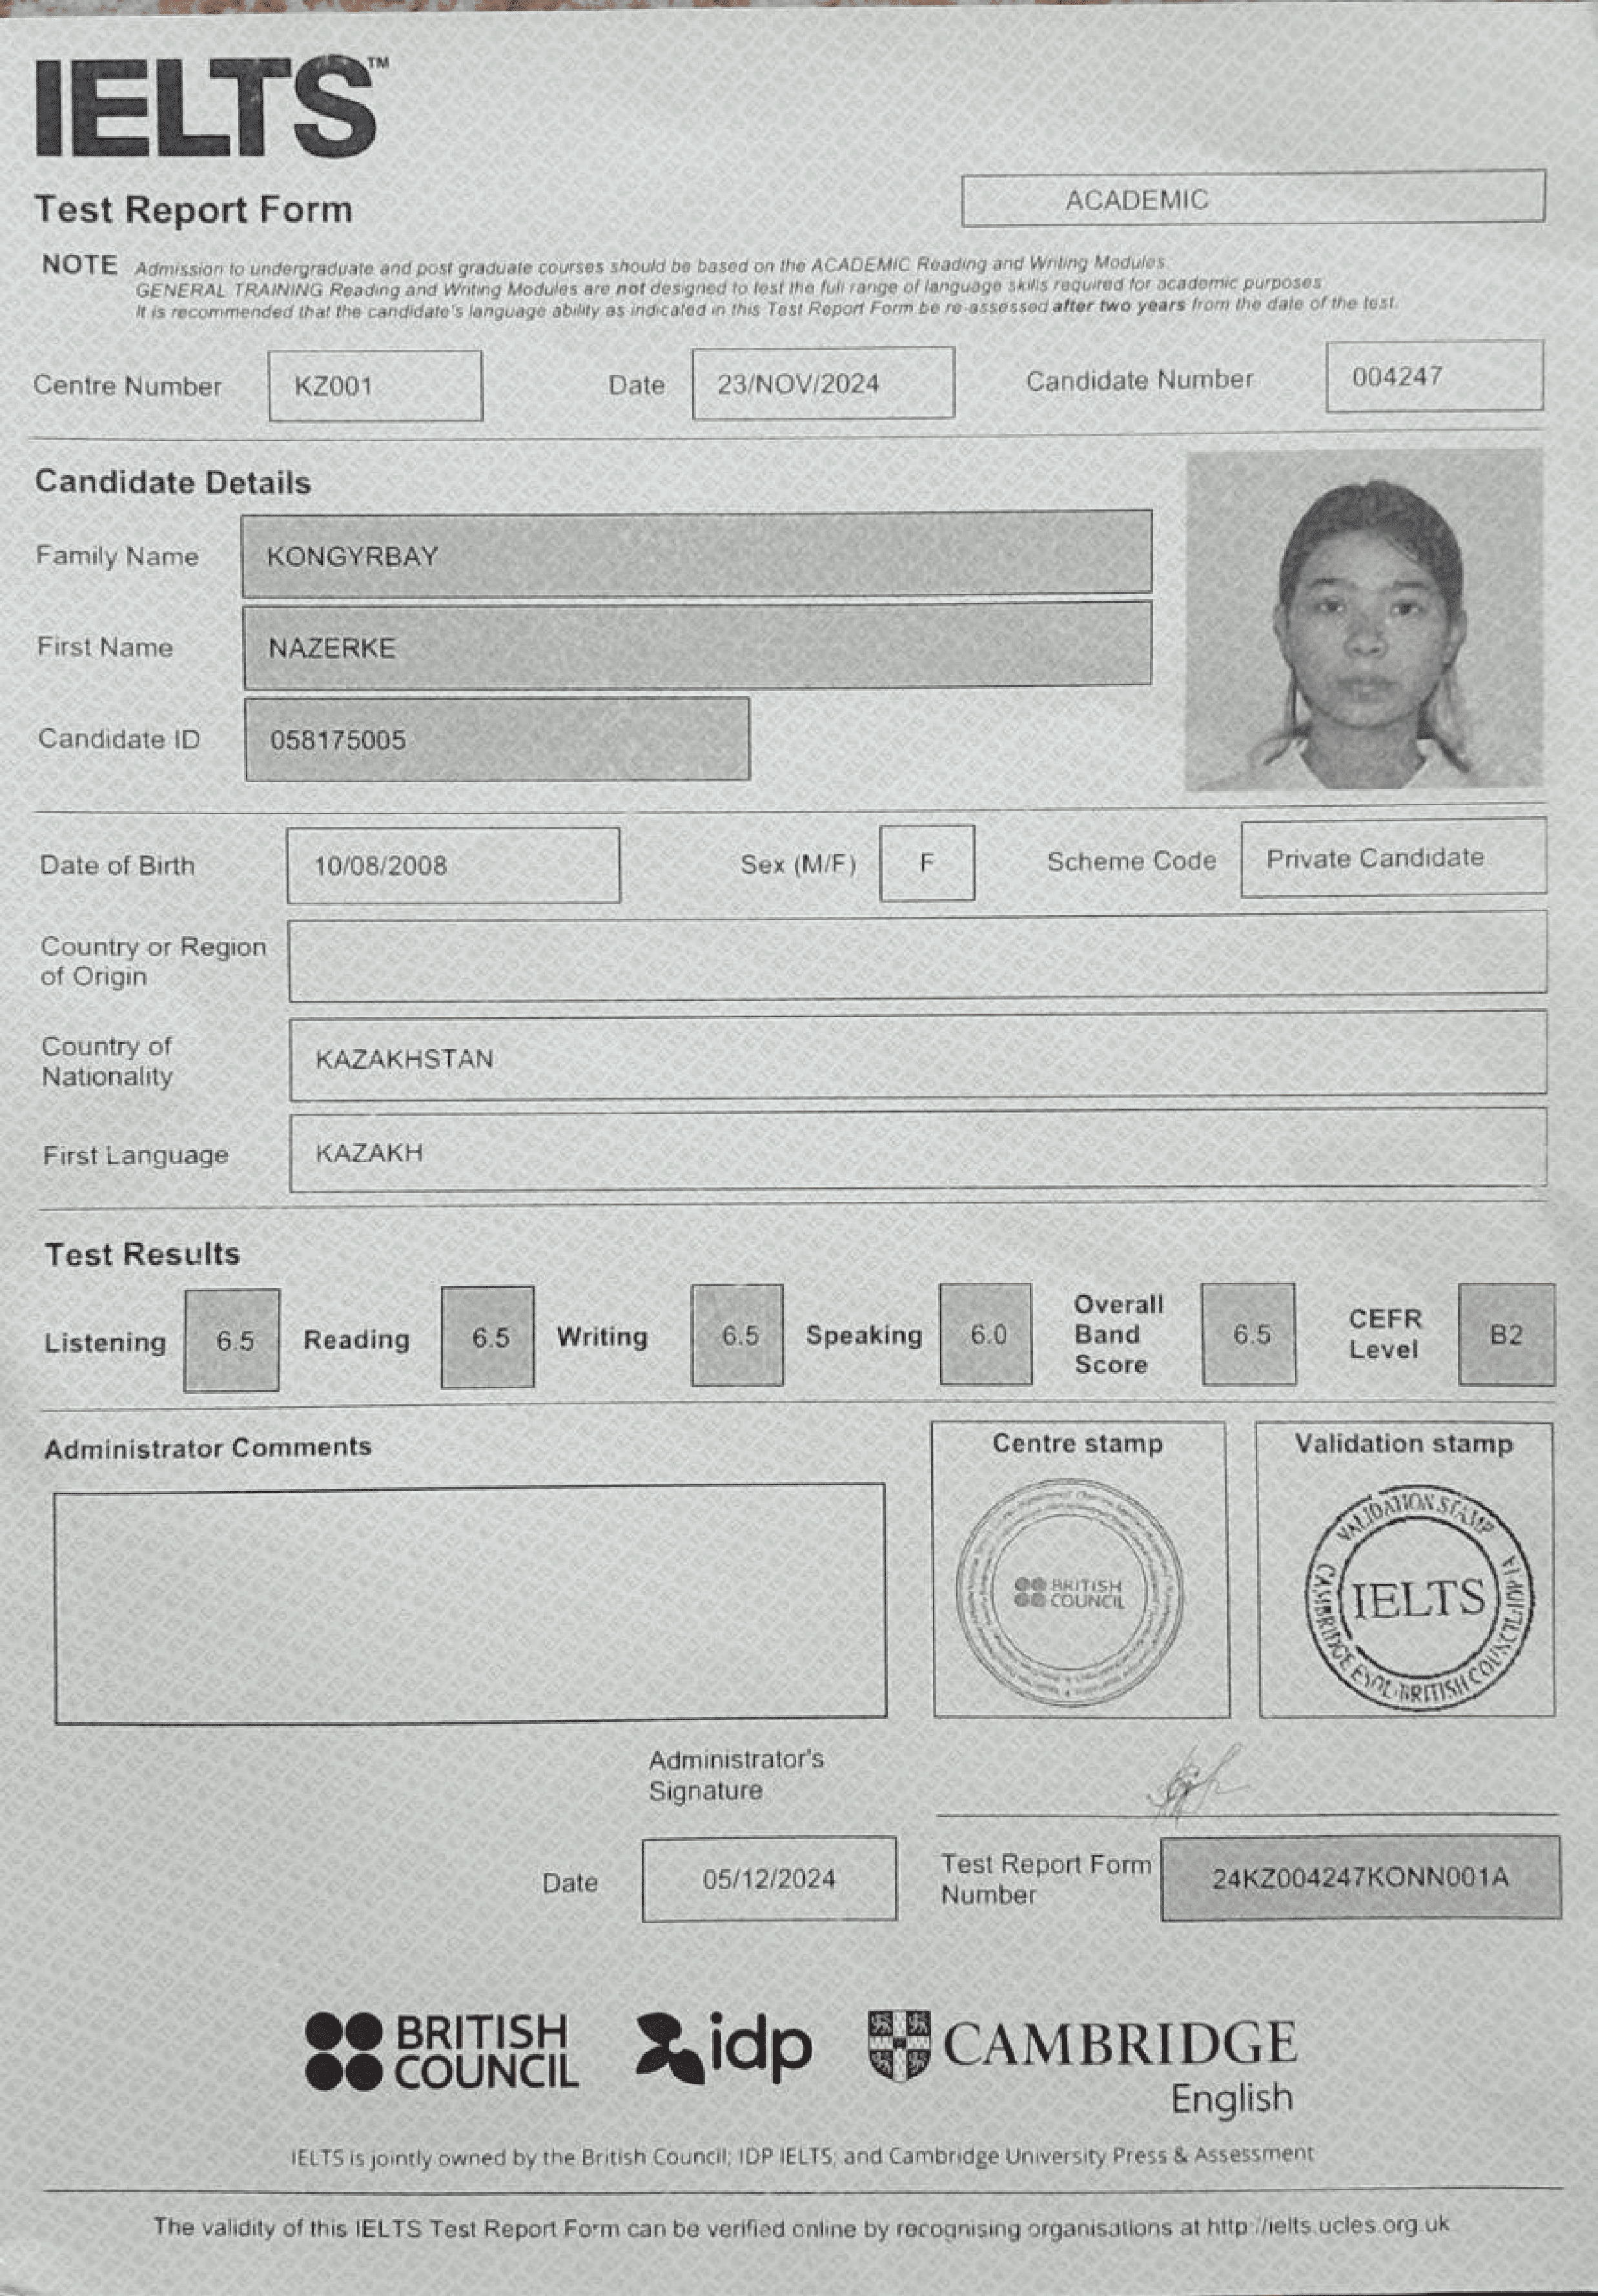 IELTS™
Test Report Form
ACADEMIC
NOTE Admission to undergraduate and post graduate courses should be based on the ACADEMIC Reading and Writing Modules.
GENERAL TRAINING Reading and Writing Modules are not designed to test the full range of language skills required for academic purposes.
It is recommended that the candidate's language ability as indicated in this Test Report Form be re-assessed after two years from the date of the test.
Centre Number KZ001 Date 23/NOV/2024 Candidate Number 004247
Candidate Details
Family Name KONGYRBAY
First Name NAZERKE
Candidate ID 058175005
Date of Birth 10/08/2008 Sex (M/F) F Scheme Code Private Candidate
Country or Region
of Origin
Country of
Nationality
KAZAKHSTAN
First Language KAZAKH
Test Results
Listening 6.5 Reading 6.5 Writing 6.5 Speaking 6.0 Overall Band Score 6.5 CEFR Level B2
Administrator Comments
Centre stamp
BRITISH
COUNCIL
Validation stamp
VALIDATION STAMP
IELTS
CAMBRIDGE ESOL BRITISH COUNCIL
Administrator's
Signature
Date 05/12/2024
Test Report Form
Number
24KZ004247KONN001A
BRITISH
COUNCIL
idp
CAMBRIDGE
English
IELTS is jointly owned by the British Council; IDP IELTS; and Cambridge University Press & Assessment
The validity of this IELTS Test Report Form can be verified online by recognising organisations at http://ielts.ucles.org.uk